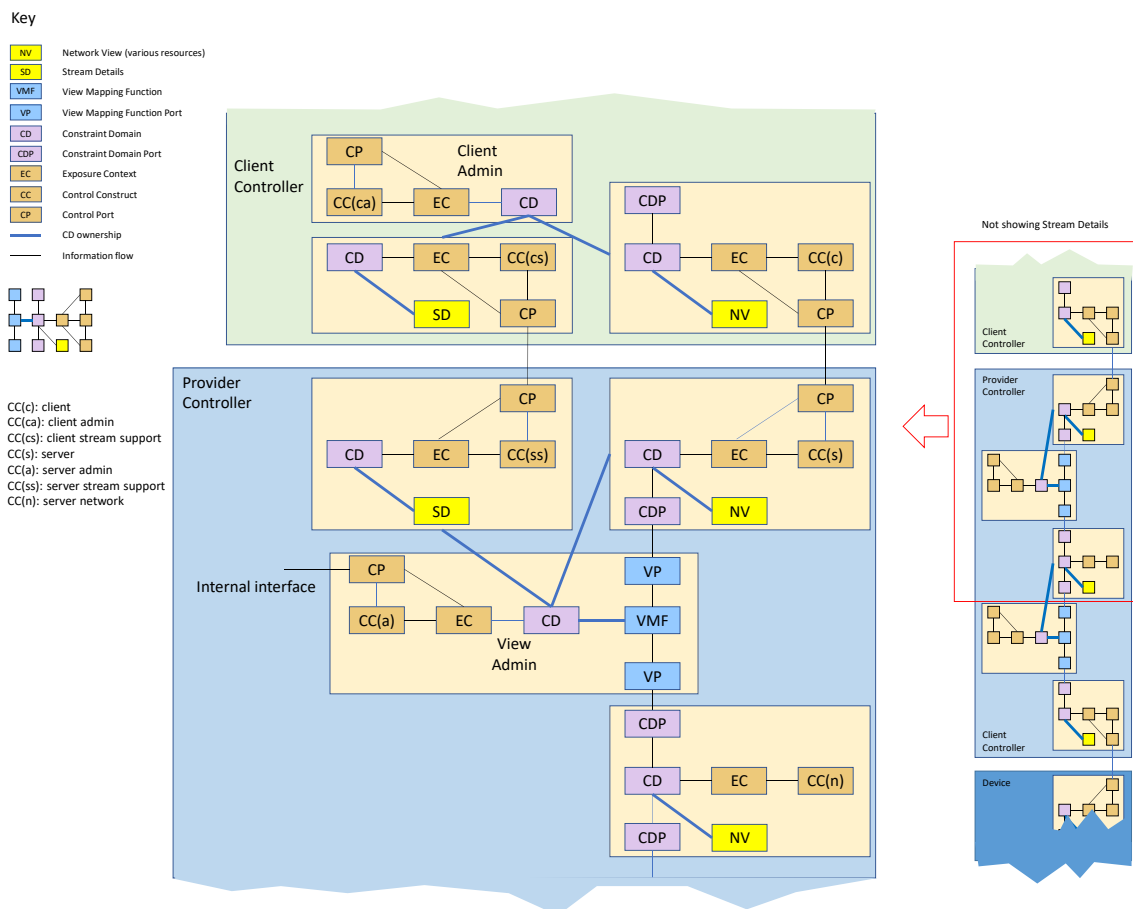 Key
NV Network View (various resources)
SD Stream Details
VMF View Mapping Function
VP View Mapping Function Port
CD Constraint Domain
CDP Constraint Domain Port
EC Exposure Context
CC Control Construct
CP Control Port
CD ownership
Information flow
CC(c): client
CC(ca): client admin
CC(cs): client stream support
CC(s): server
CC(a): server admin
CC(ss): server stream support
CC(n): server network
Client
Controller
CP
Client
Admin
CC(ca) EC CD
CDP
CD EC CC(cs)
SD CP
CD EC CC(c)
NV CP
Provider
Controller
CP
CD EC CC(ss)
SD
CP
CD EC CC(s)
CDP NV
Internal interface
CP VP
CC(a) EC CD VMF
View
Admin
VP
CDP
CD EC CC(n)
CDP NV
Not showing Stream Details
Client
Controller
Provider
Controller
Client
Controller
Device